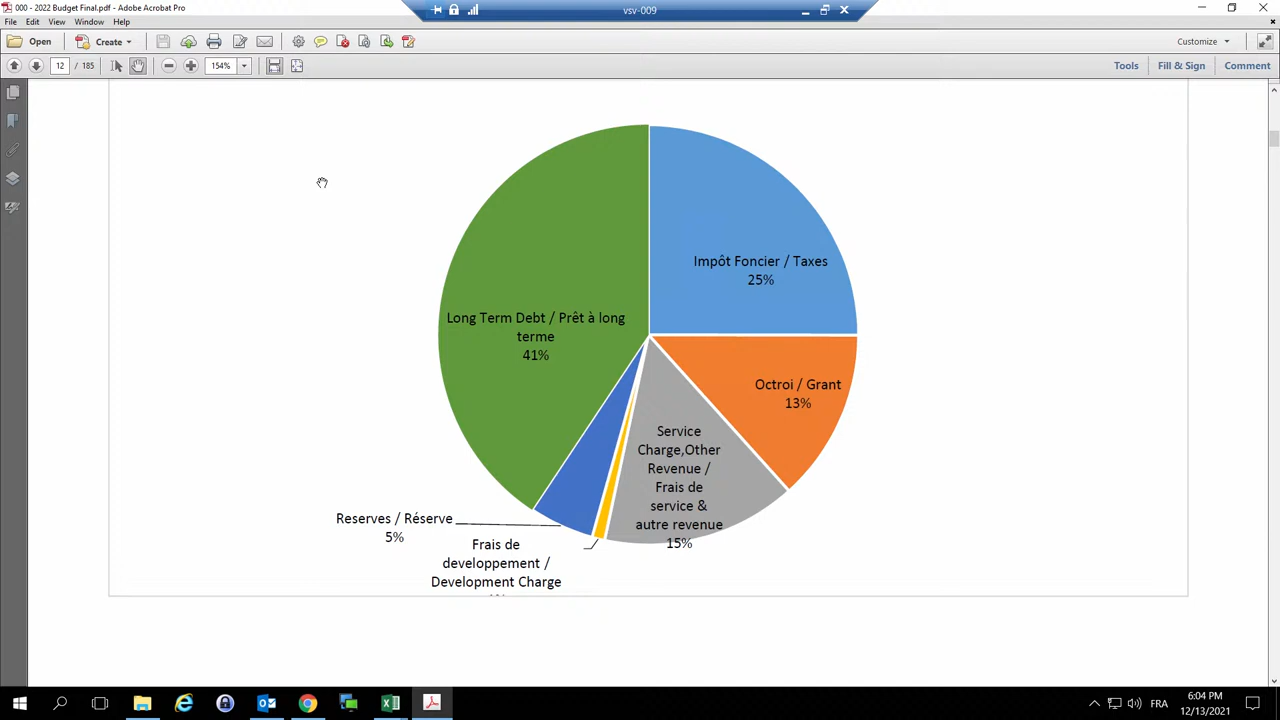 000 - 2022 Budget Final.pdf - Adobe Acrobat Pro
vsv-009
File Edit View Window Help
Open Create Customize
12 / 185 154% Tools Fill & Sign Comment
Impôt Foncier / Taxes
25%
Long Term Debt / Prêt à long
terme
41%
Octroi / Grant
13%
Service
Charge,Other
Revenue /
Frais de
service &
autre revenue
15%
Reserves / Réserve
5%
Frais de
developpement /
Development Charge
FR
6:04 PM
12/13/2021